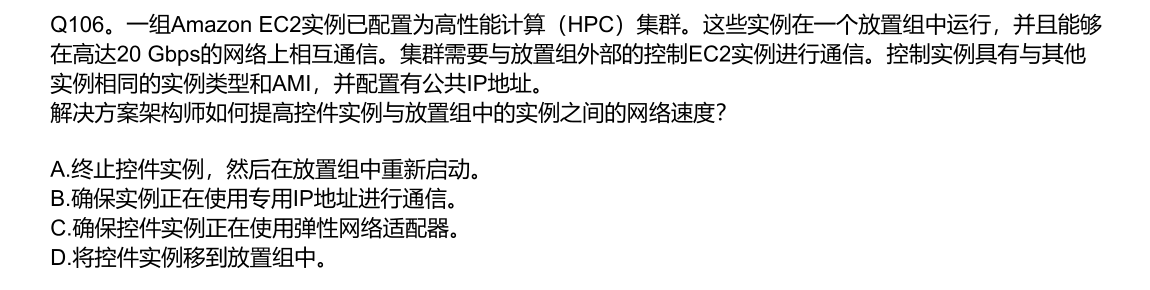 Q106。一组Amazon EC2实例已配置为高性能计算（HPC）集群。这些实例在一个放置组中运行，并且能够
在高达20 Gbps的网络上相互通信。集群需要与放置组外部的控制EC2实例进行通信。控制实例具有与其他
实例相同的实例类型和AMI，并配置有公共IP地址。
解决方案架构师如何提高控件实例与放置组中的实例之间的网络速度？
A.终止控件实例，然后在放置组中重新启动。
B.确保实例正在使用专用IP地址进行通信。
C.确保控件实例正在使用弹性网络适配器。
D.将控件实例移到放置组中。